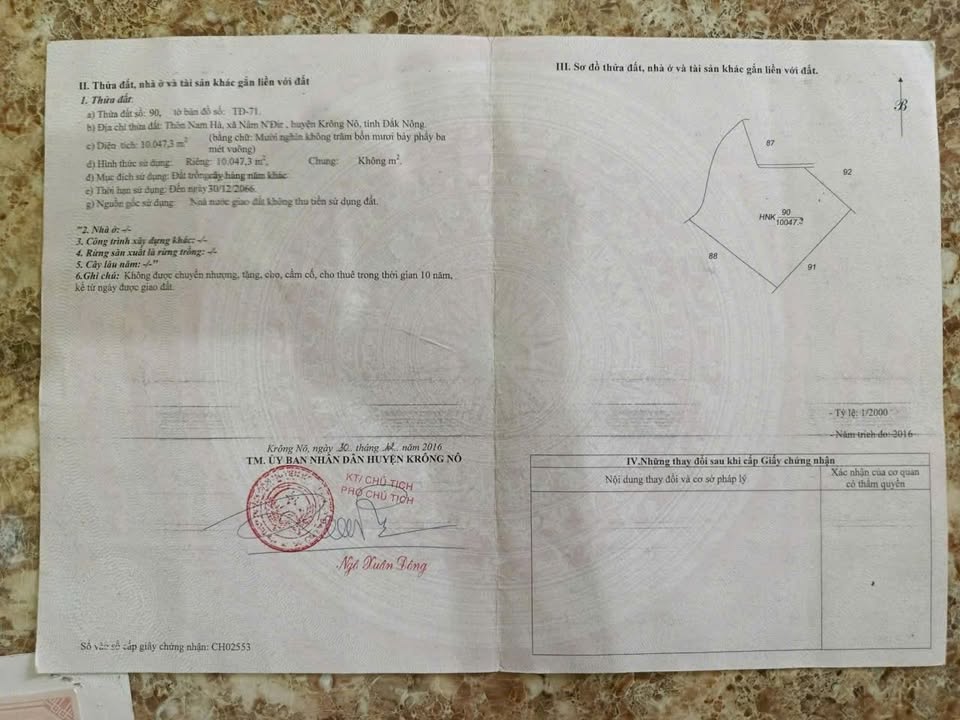 II. Thửa đất, nhà ở và tài sản khác gắn liền với đất
1. Thửa đất:
a) Thửa đất số: 90, tờ bản đồ số: TĐ-71.
b) Địa chỉ thửa đất: Thôn Nam Hà, xã Nâm N'Đir, huyện Krông Nô, tỉnh Đắk Nông.
c) Diện tích: 10.047,3 m² (bằng chữ: Mười nghìn không trăm bốn mươi bảy phẩy ba
mét vuông)
d) Hình thức sử dụng: Riêng: 10.047,3 m², Chung: Không m².
đ) Mục đích sử dụng: Đất trồng cây hàng năm khác.
e) Thời hạn sử dụng: Đến ngày 30/12/2066.
g) Nguồn gốc sử dụng: Nhà nước giao đất không thu tiền sử dụng đất.
"2. Nhà ở: -/-
3. Công trình xây dựng khác: -/-
4. Rừng sản xuất là rừng trồng: -/-
5. Cây lâu năm: -/-"
6. Ghi chú: Không được chuyển nhượng, tặng, cho, cầm cố, cho thuê trong thời gian 10 năm,
kể từ ngày được giao đất.
Krông Nô, ngày 30 tháng 12 năm 2016
TM. ỦY BAN NHÂN DÂN HUYỆN KRÔNG NÔ
KT/ CHỦ TỊCH
PHÓ CHỦ TỊCH
Ngô Xuân Đông
Số vào sổ cấp giấy chứng nhận: CH02553
III. Sơ đồ thửa đất, nhà ở và tài sản khác gắn liền với đất.
B
87
92
HNK 90
10047.3
88
91
- Tỷ lệ: 1/2000
- Năm trích đo: 2016
IV. Những thay đổi sau khi cấp Giấy chứng nhận
Nội dung thay đổi và cơ sở pháp lý
Xác nhận của cơ quan
có thẩm quyền